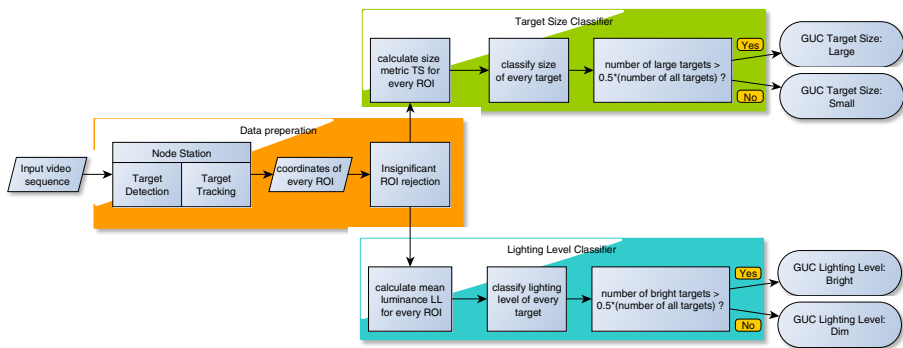 Target Size Classifier
calculate size
metric TS for
every ROI
classify size
of every target
number of large targets >
0.5*(number of all targets) ?
Yes
No
GUC Target Size:
Large
GUC Target Size:
Small
Data preperation
Input video
sequence
Node Station
Target
Detection
Target
Tracking
coordinates of
every ROI
Insignificant
ROI rejection
Lighting Level Classifier
calculate mean
luminance LL
for every ROI
classify lighting
level of every
target
number of bright targets >
0.5*(number of all targets) ?
Yes
No
GUC Lighting Level:
Bright
GUC Lighting Level:
Dim